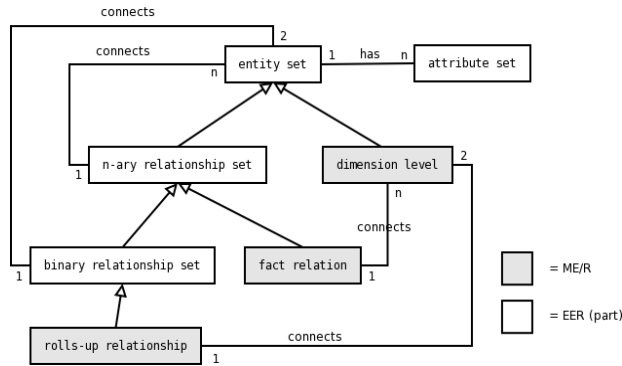 connects
2
connects
entity set
1
has
n
attribute set
n
n-ary relationship set
1
dimension level
2
n
connects
binary relationship set
1
fact relation
1
= ME/R
= EER (part)
rolls-up relationship
connects
1